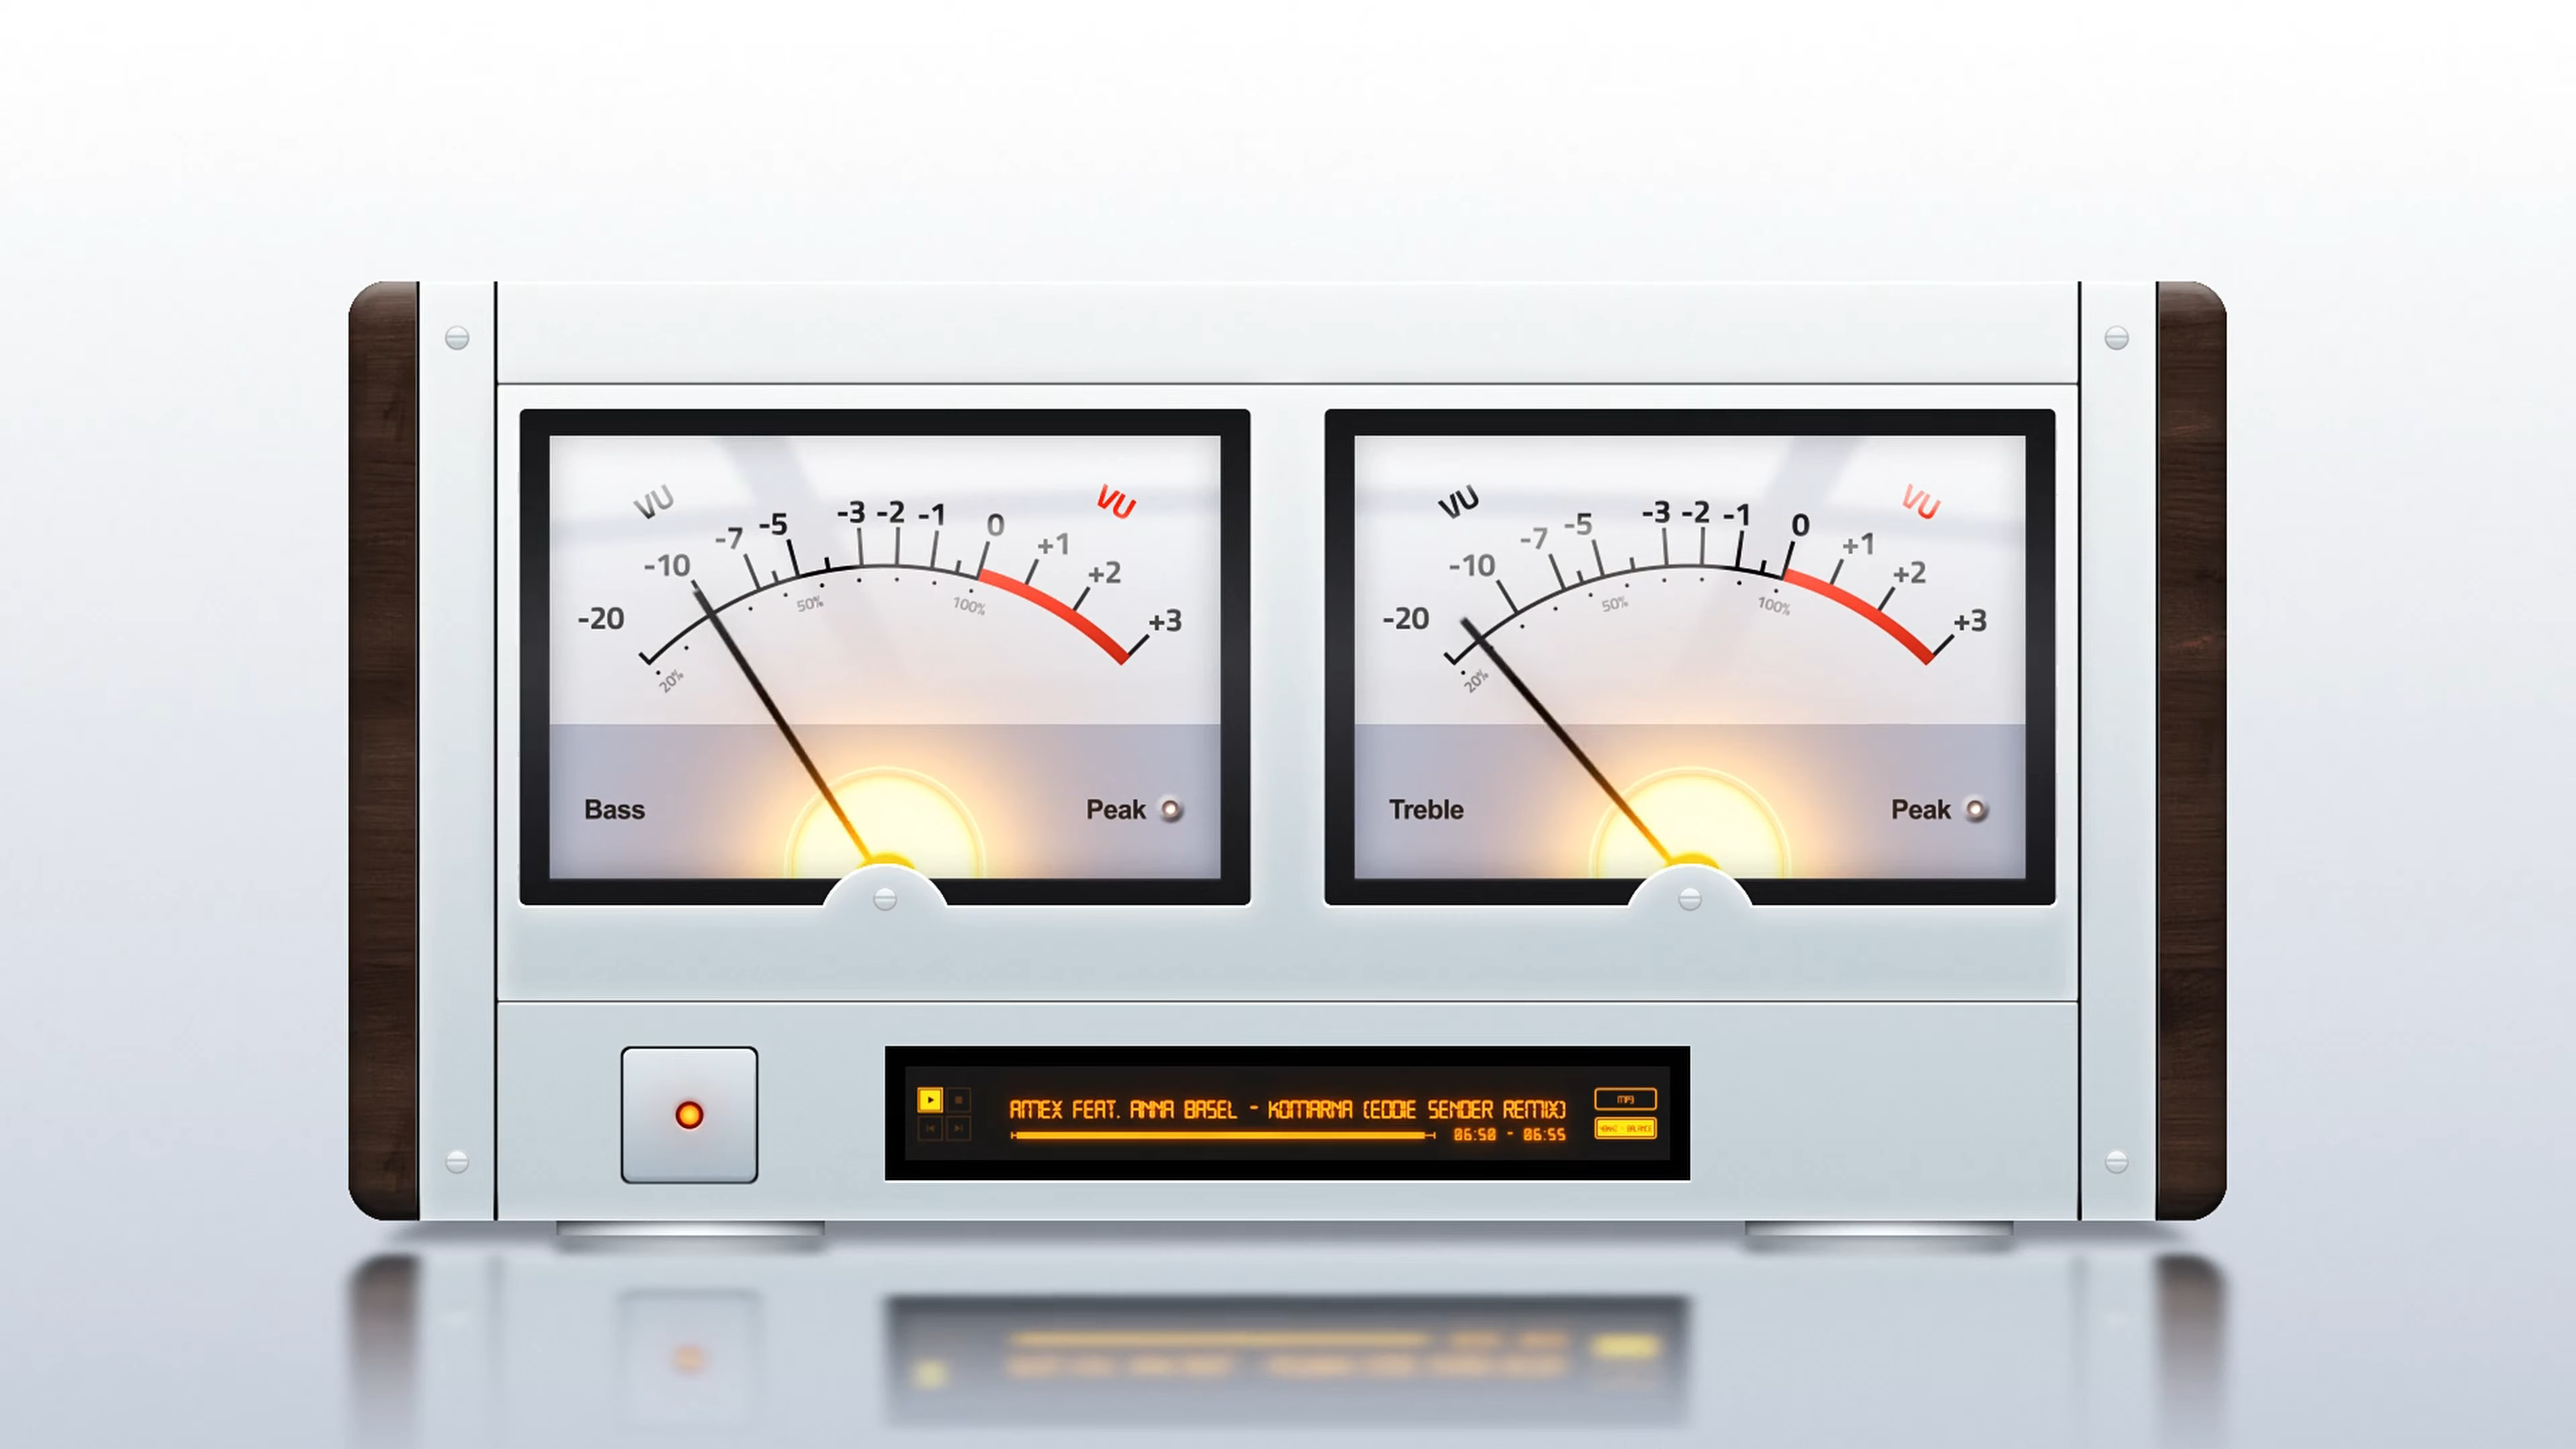 VU -20 -10 -7 -5 -3 -2 -1 0 +1 +2 +3 VU
20% 50% 100%
Bass Peak
VU -20 -10 -7 -5 -3 -2 -1 0 +1 +2 +3 VU
20% 50% 100%
Treble Peak
AMEX FEAT. ANNA BASEL - KOMARNA (EDDIE SENDER REMIX)
06:50 - 06:55
mp3